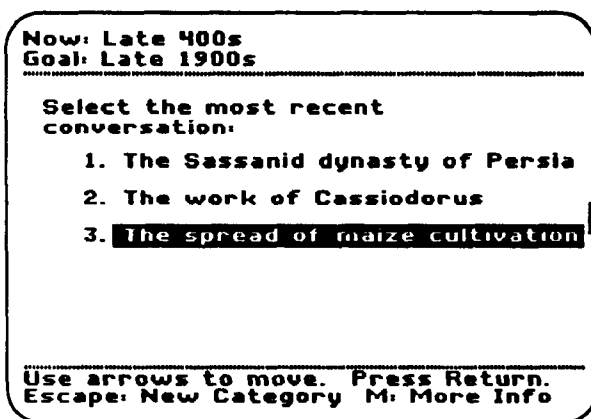 Now: Late 400s
Goal: Late 1900s
Select the most recent
conversation:
1. The Sassanid dynasty of Persia
2. The work of Cassiodorus
3. The spread of maize cultivation
Use arrows to move. Press Return.
Escape: New Category M: More Info